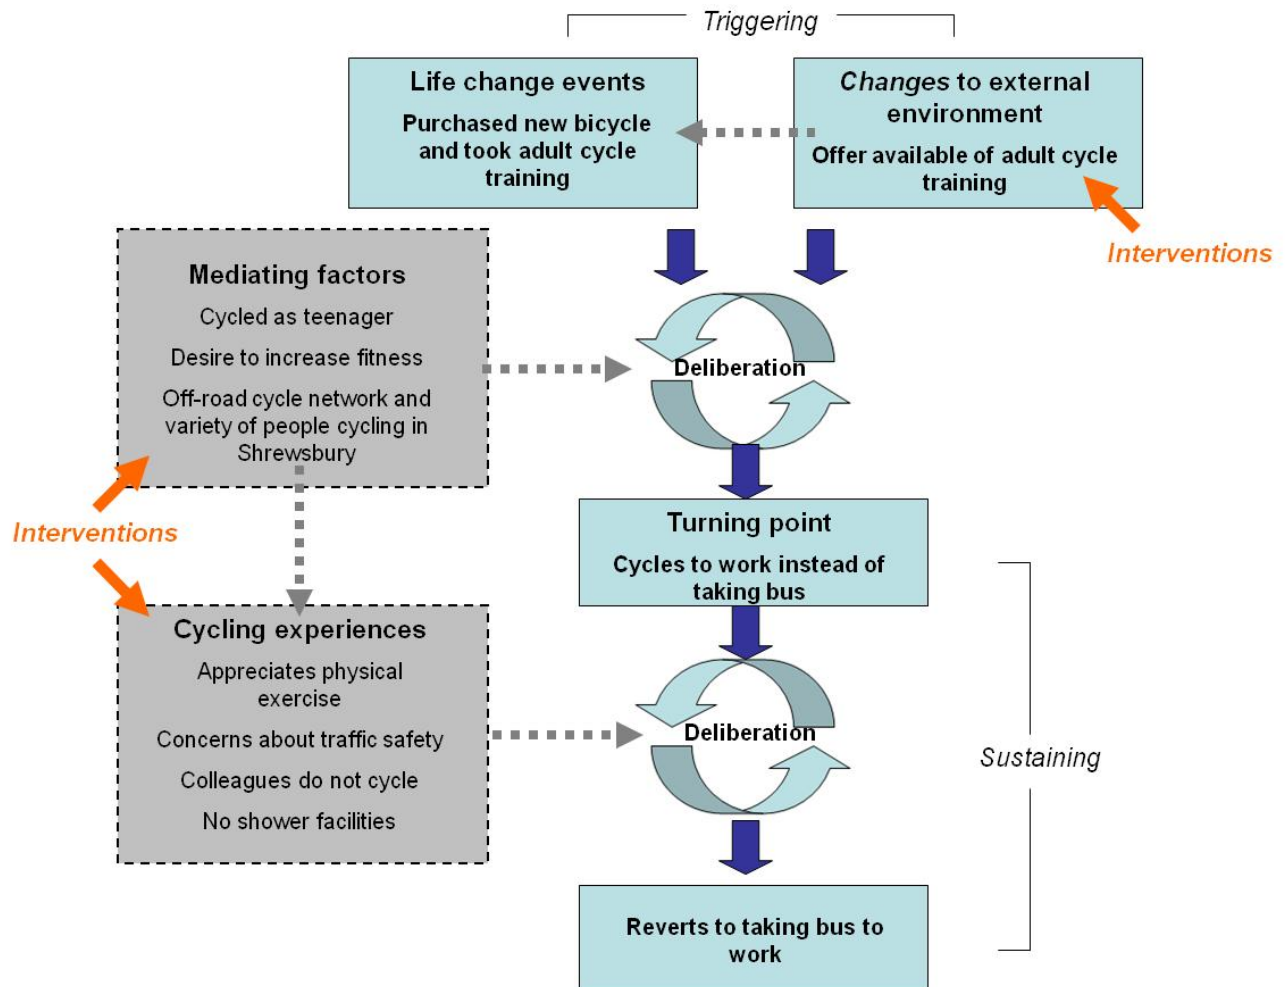 Triggering
Life change events
Purchased new bicycle
and took adult cycle
training
Changes to external
environment
Offer available of adult cycle
training
Interventions
Mediating factors
Cycled as teenager
Desire to increase fitness
Off-road cycle network and
variety of people cycling in
Shrewsbury
Deliberation
Interventions
Turning point
Cycles to work instead of
taking bus
Cycling experiences
Appreciates physical
exercise
Concerns about traffic safety
Colleagues do not cycle
No shower facilities
Deliberation
Sustaining
Reverts to taking bus to
work